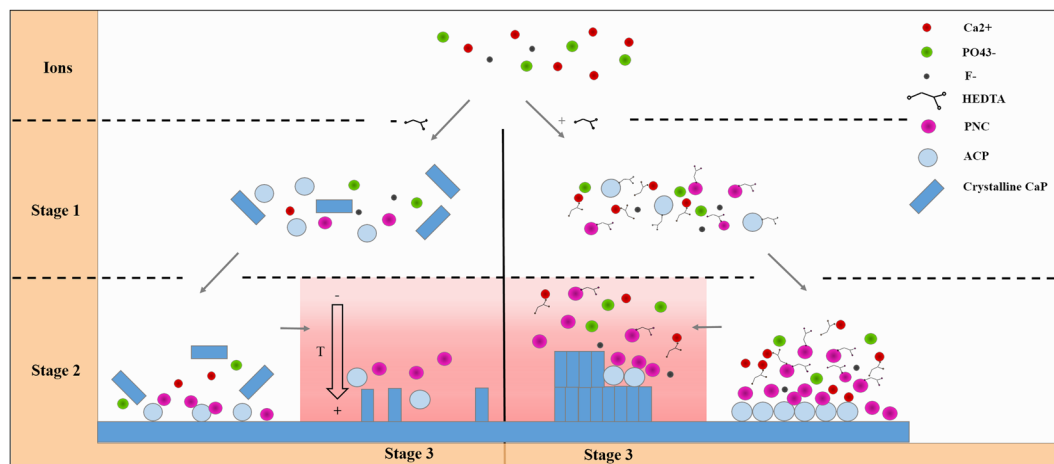 Ions
Ca2+
PO43-
F-
HEDTA
PNC
ACP
Crystalline CaP
-
+
Stage 1
Stage 2
-
T
+
Stage 3
Stage 3